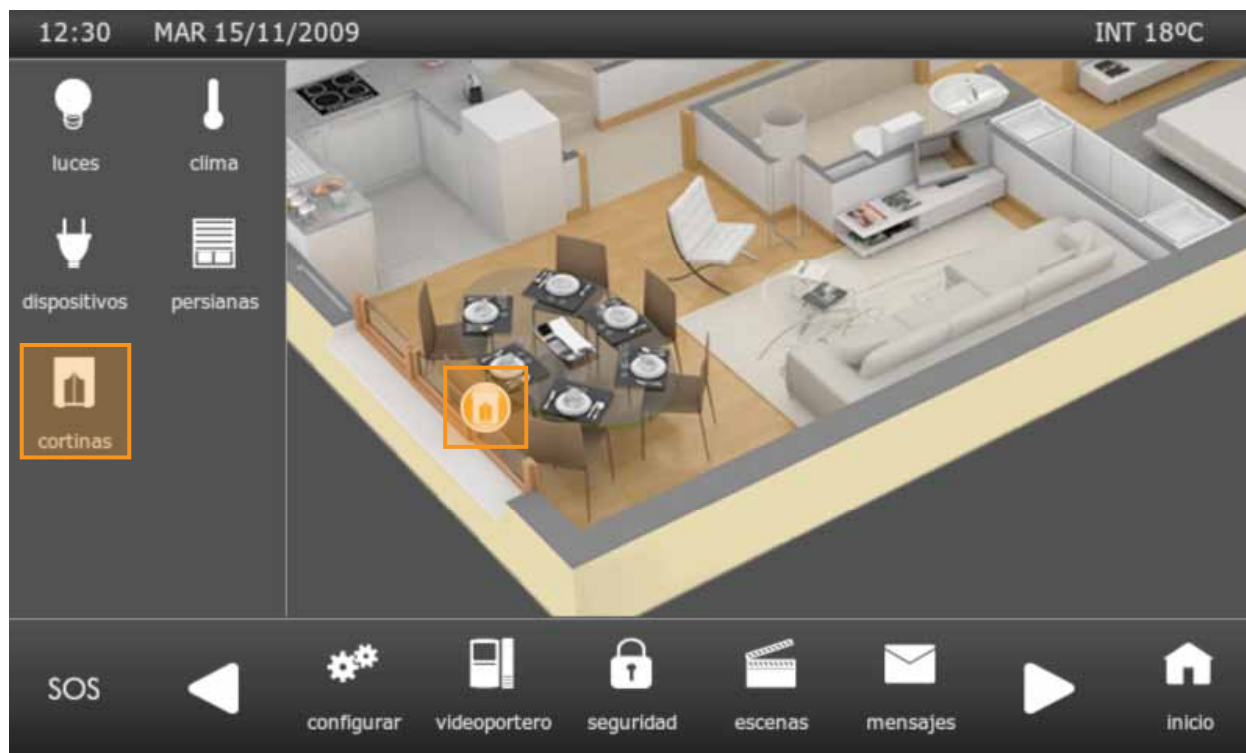 12:30 MAR 15/11/2009 INT 18ºC
luces clima
dispositivos persianas
cortinas
SOS
configurar videoportero seguridad escenas mensajes inicio